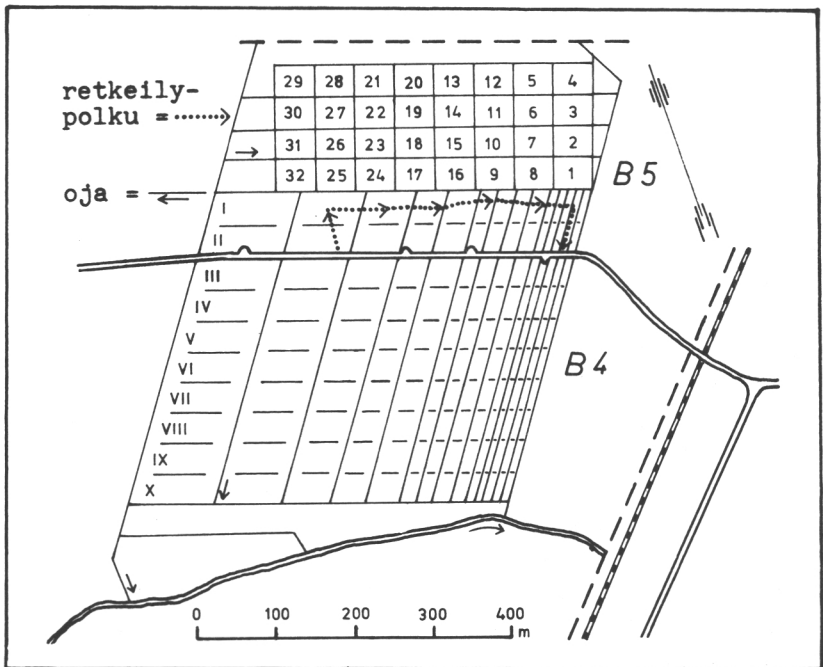 29 28 21 20 13 12 5 4
retkeily-
polku =
30 27 22 19 14 11 6 3
31 26 23 18 15 10 7 2
32 25 24 17 16 9 8 1
B5
oja =
I
II
III
IV
V
VI
B4
VII
VIII
IX
X
0 100 200 300 400
m